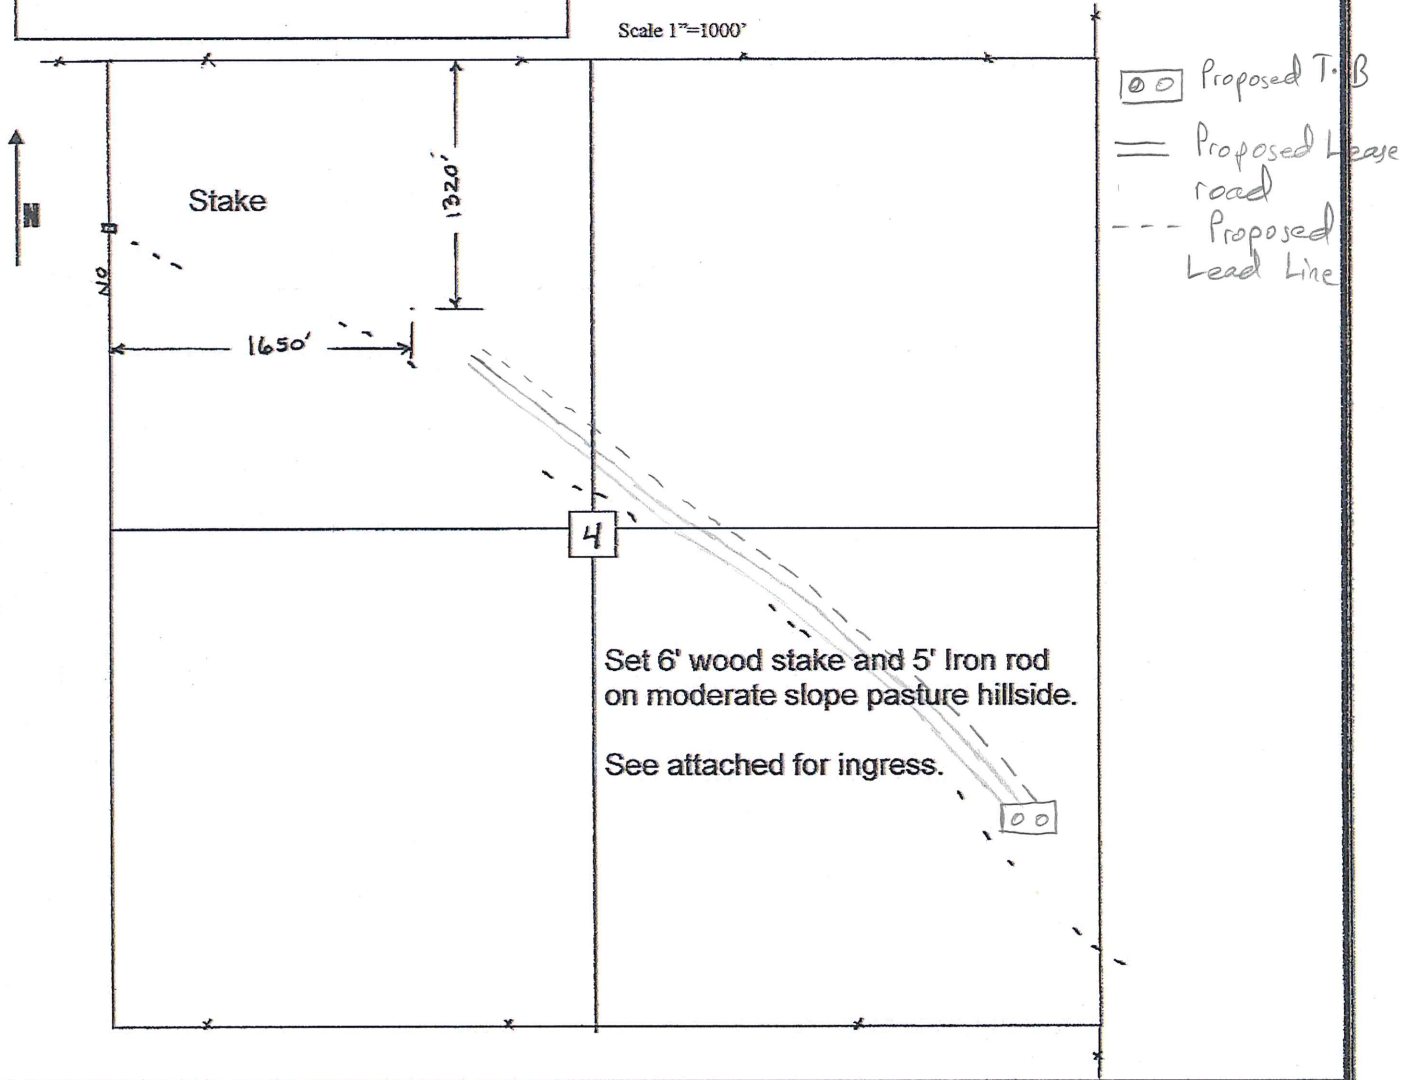 Scale 1"=1000'
Proposed T.B
Proposed Lease
road
Proposed
Lead Line
N
Stake
1320'
NO
1650'
4
Set 6' wood stake and 5' Iron rod
on moderate slope pasture hillside.
See attached for ingress.